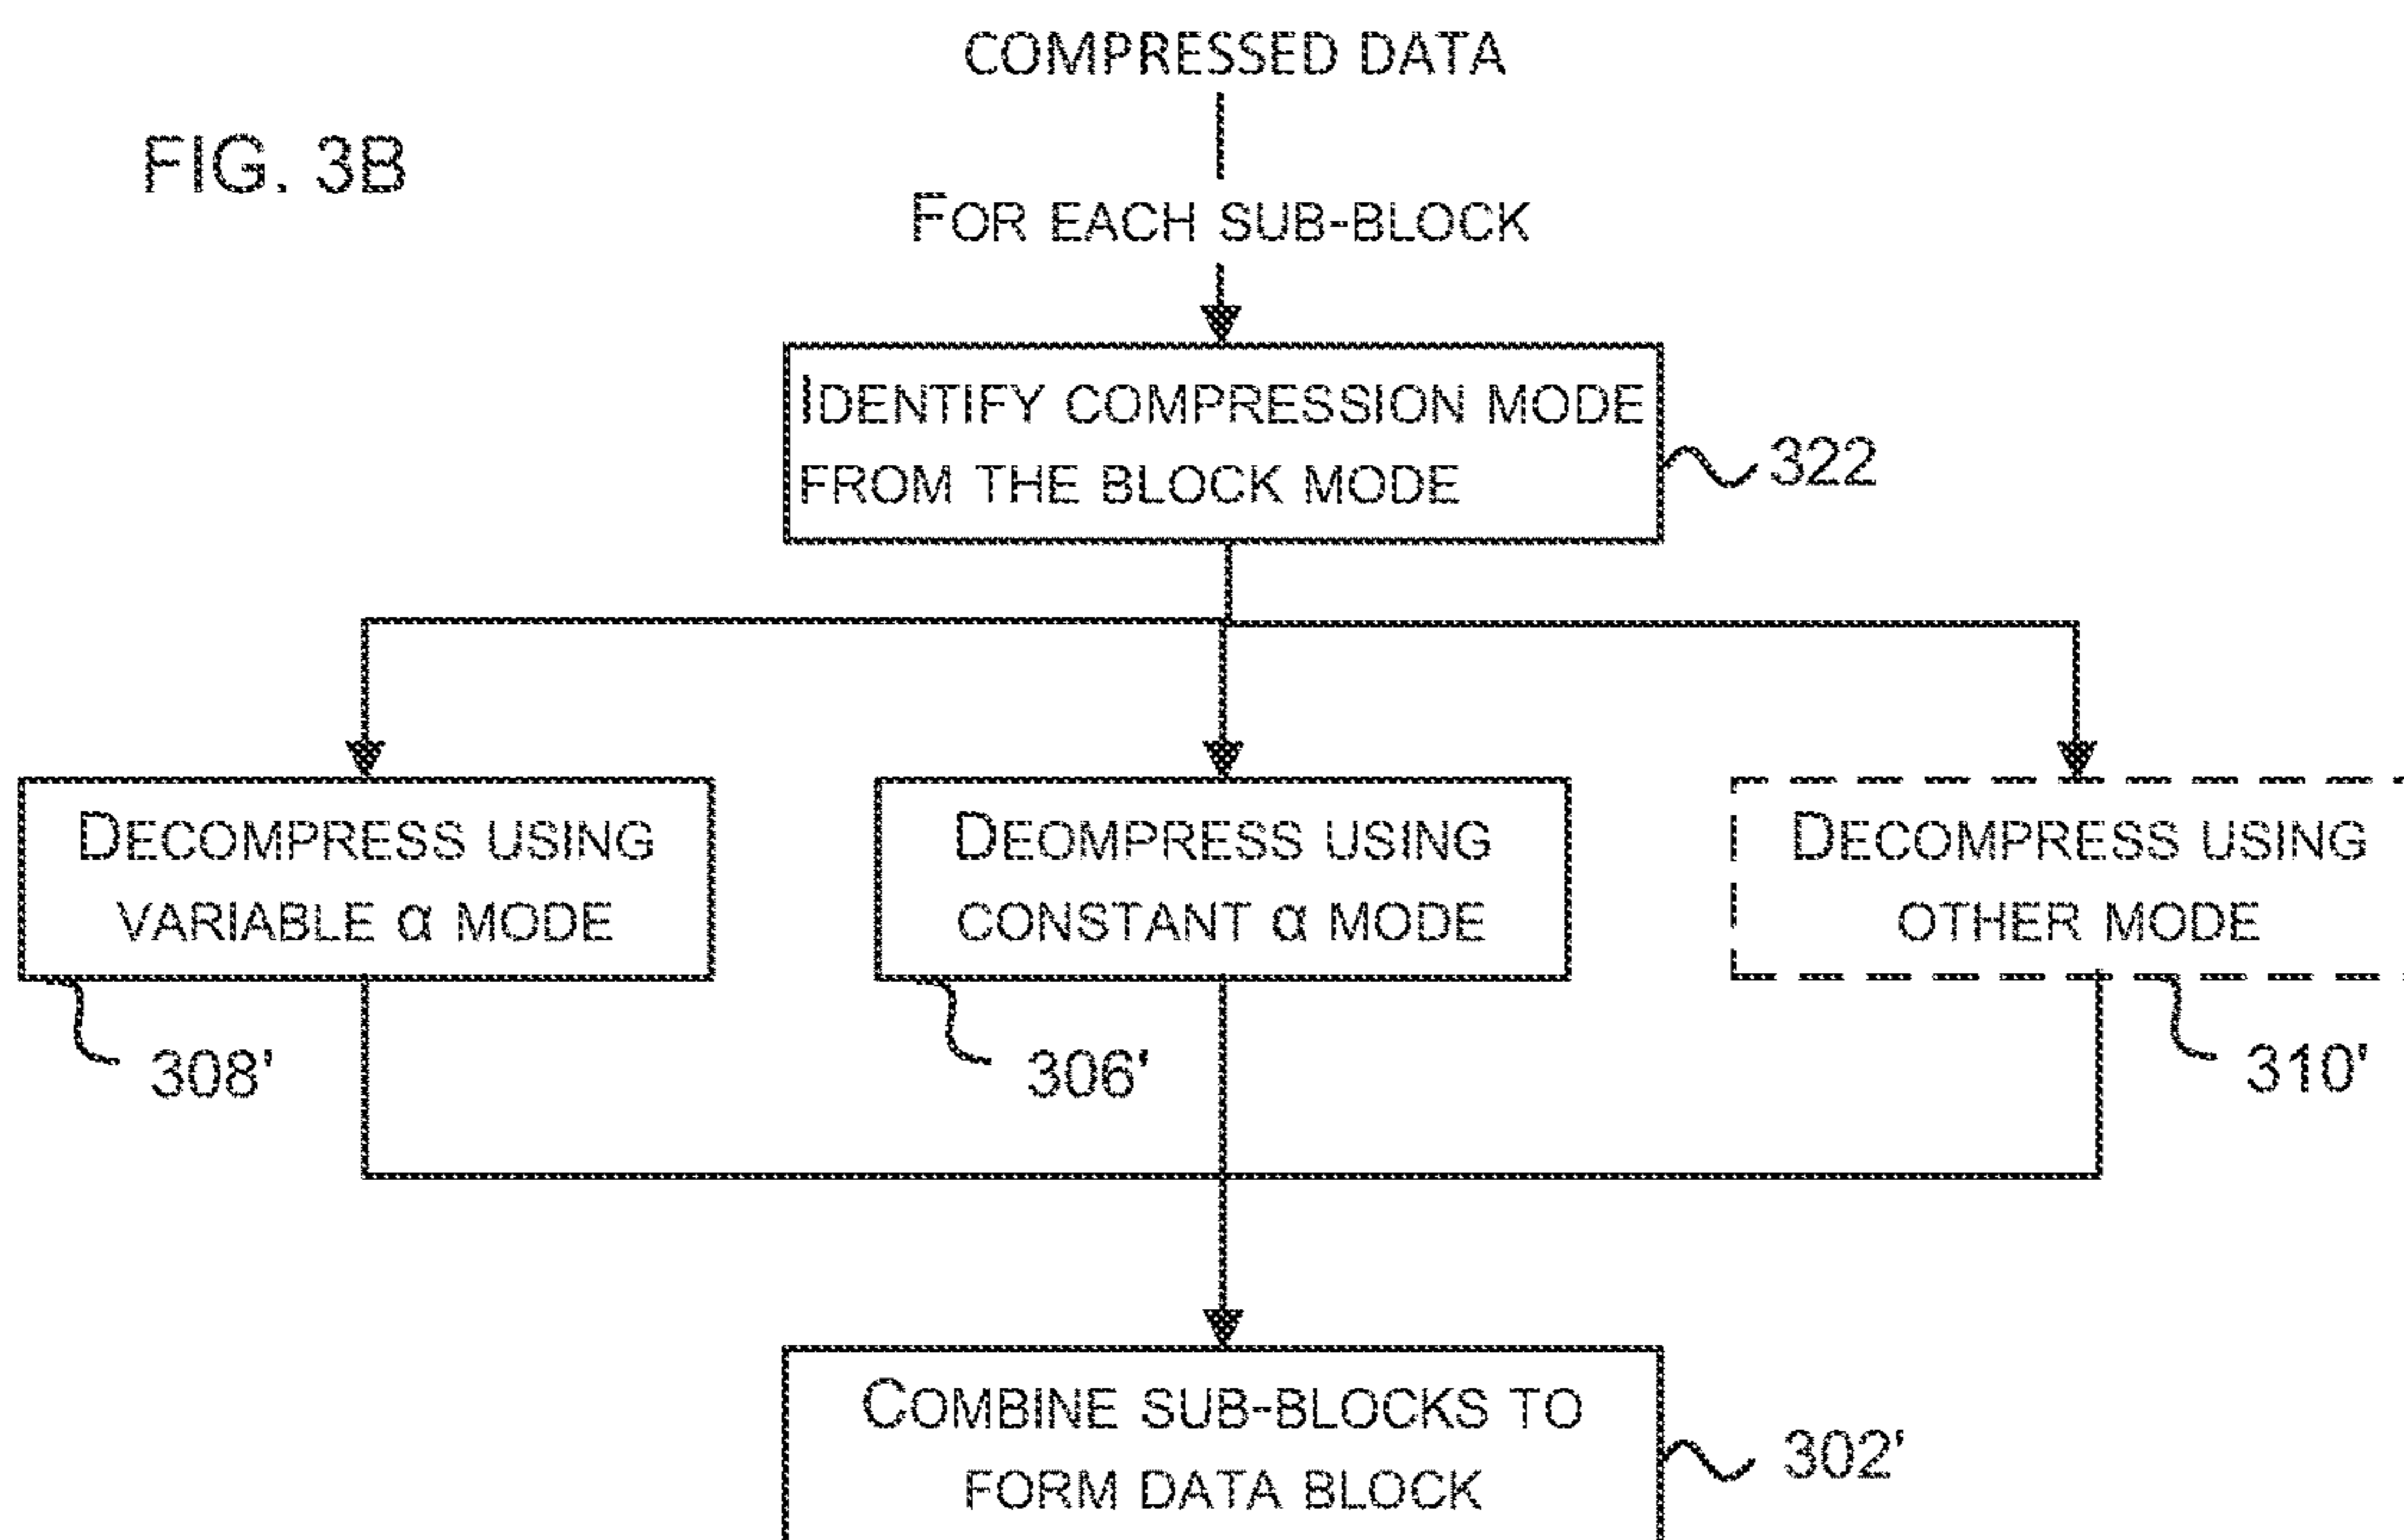 COMPRESSED DATA
FIG. 3B
FOR EACH SUB-BLOCK
IDENTIFY COMPRESSION MODE
FROM THE BLOCK MODE
322
DECOMPRESS USING
VARIABLE α MODE
308'
DEOMPRESS USING
CONSTANT α MODE
306'
DECOMPRESS USING
OTHER MODE
310'
COMBINE SUB-BLOCKS TO
FORM DATA BLOCK
302'